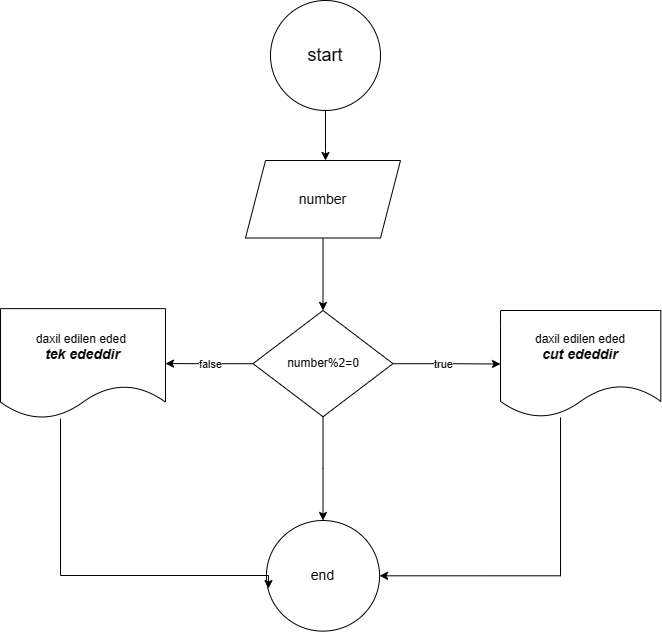 start
number
daxil edilen eded
tek ededdir
false
number%2=0
true
daxil edilen eded
cut ededdir
end